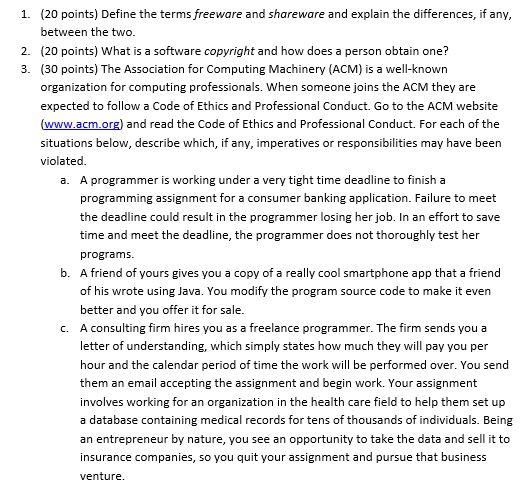 1. (20 points) Define the terms freeware and shareware and explain the differences, if any,
between the two.
2. (20 points) What is a software copyright and how does a person obtain one?
3. (30 points) The Association for Computing Machinery (ACM) is a well-known
organization for computing professionals. When someone joins the ACM they are
expected to follow a Code of Ethics and Professional Conduct. Go to the ACM website
(www.acm.org) and read the Code of Ethics and Professional Conduct. For each of the
situations below, describe which, if any, imperatives or responsibilities may have been
violated.
a. A programmer is working under a very tight time deadline to finish a
programming assignment for a consumer banking application. Failure to meet
the deadline could result in the programmer losing her job. In an effort to save
time and meet the deadline, the programmer does not thoroughly test her
programs.
b. A friend of yours gives you a copy of a really cool smartphone app that a friend
of his wrote using Java. You modify the program source code to make it even
better and you offer it for sale.
c. A consulting firm hires you as a freelance programmer. The firm sends you a
letter of understanding, which simply states how much they will pay you per
hour and the calendar period of time the work will be performed over. You send
them an email accepting the assignment and begin work. Your assignment
involves working for an organization in the health care field to help them set up
a database containing medical records for tens of thousands of individuals. Being
an entrepreneur by nature, you see an opportunity to take the data and sell it to
insurance companies, so you quit your assignment and pursue that business
venture.